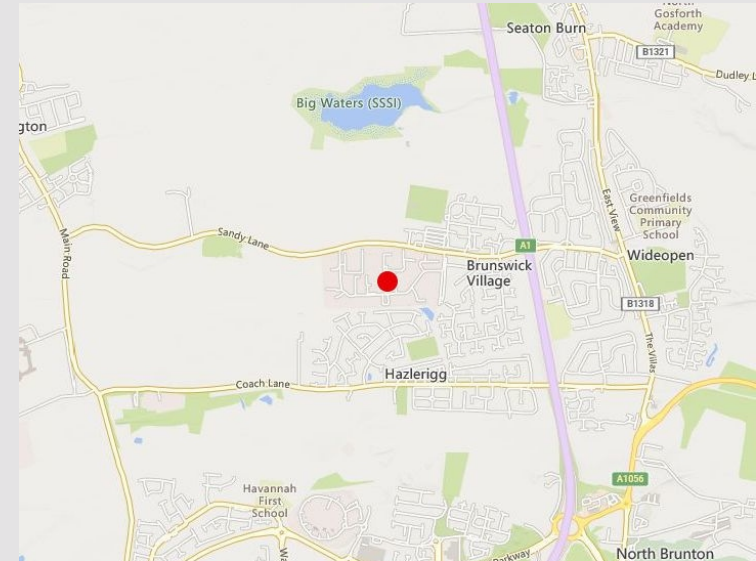 North
Gosforth
Academy
Seaton Burn
B1321
Dudley L
Big Waters (SSSI)
gton
East View
Greenfields
Community
Primary
School
Main Road
Sandy Lane
A1
Wideopen
Brunswick
Village
B1318
The Villas
Hazlerigg
Coach Lane
A1056
Havannah
First
School
Wa
Parkway
North Brunton